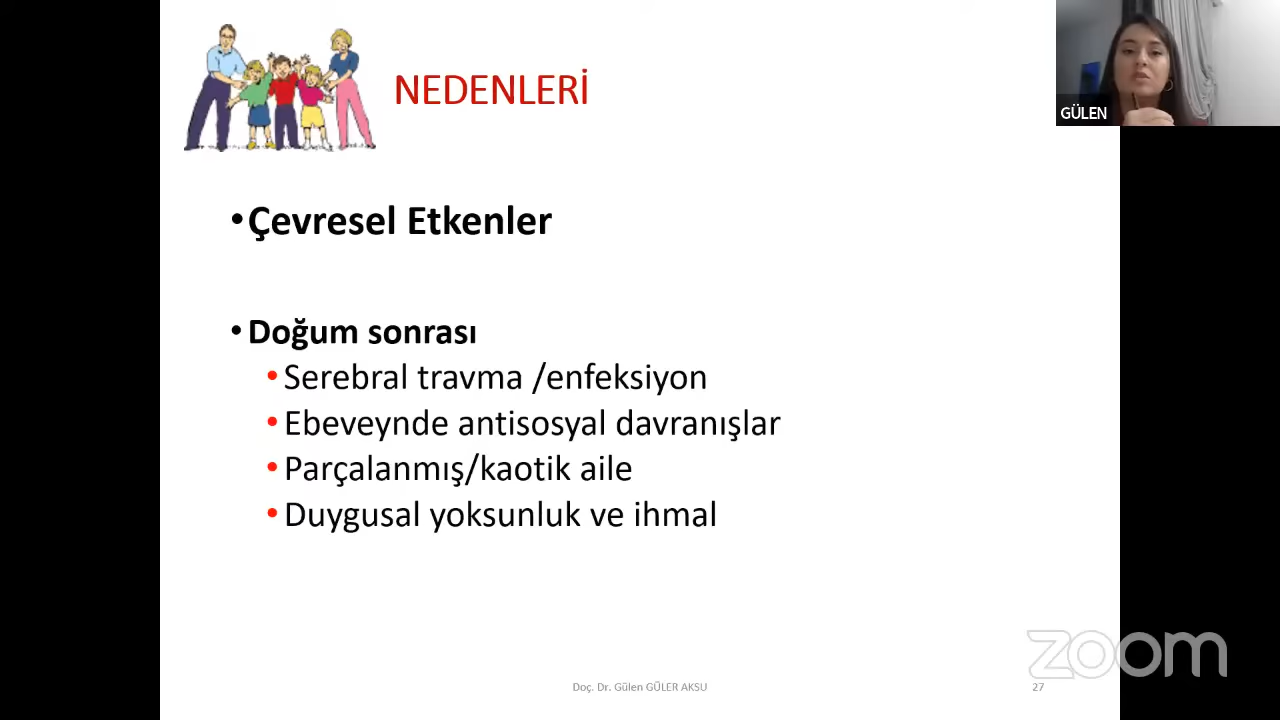 NEDENLERİ
GÜLEN
•Çevresel Etkenler
•Doğum sonrası
•Serebral travma /enfeksiyon
•Ebeveynde antisosyal davranışlar
•Parçalanmış/kaotik aile
•Duygusal yoksunluk ve ihmal
zoom
Doç. Dr. Gülen GÜLER AKSU
27